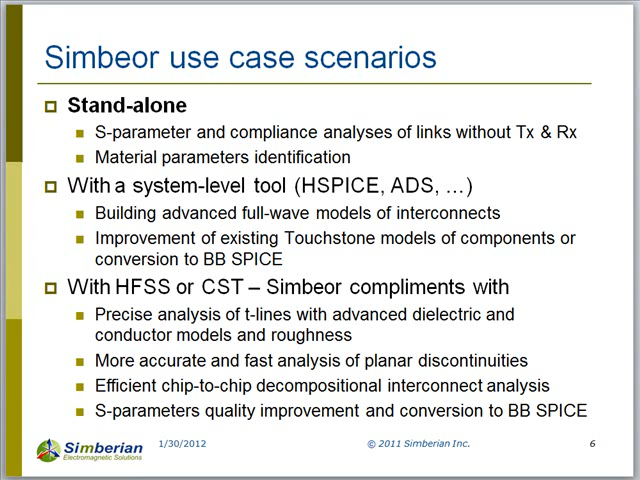 Simbeor use case scenarios
Stand-alone
S-parameter and compliance analyses of links without Tx & Rx
Material parameters identification
With a system-level tool (HSPICE, ADS, …)
Building advanced full-wave models of interconnects
Improvement of existing Touchstone models of components or
conversion to BB SPICE
With HFSS or CST – Simbeor compliments with
Precise analysis of t-lines with advanced dielectric and
conductor models and roughness
More accurate and fast analysis of planar discontinuities
Efficient chip-to-chip decompositional interconnect analysis
S-parameters quality improvement and conversion to BB SPICE
Simberian
Electromagnetic Solutions
1/30/2012
© 2011 Simberian Inc.
6